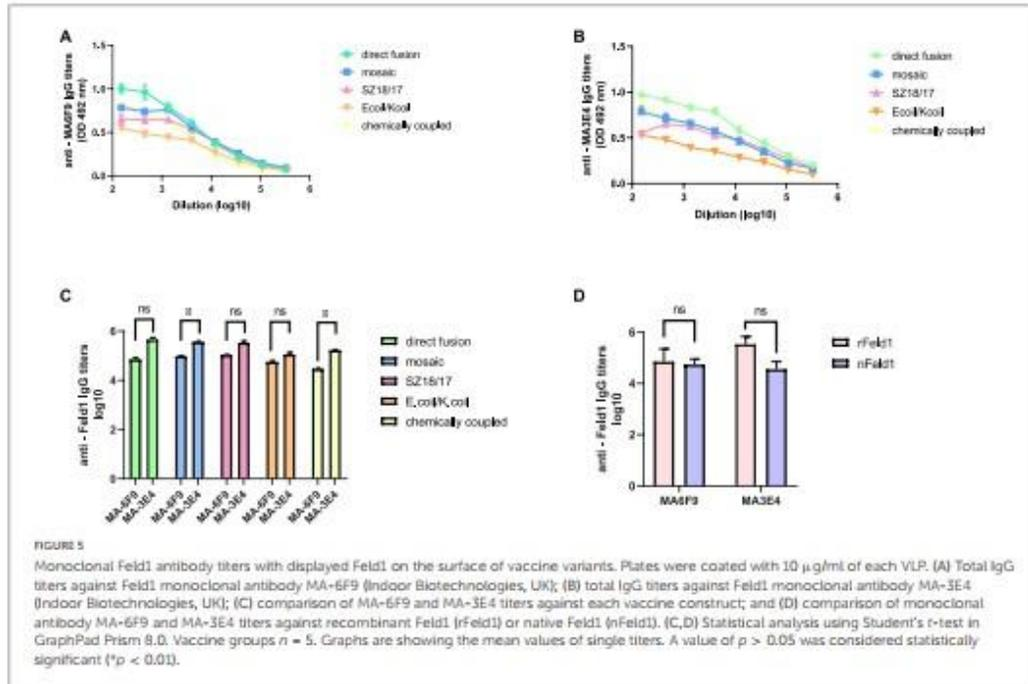 A
1.5
1.0
0.5
0.0
anti - MA6F9 IgG titers
(OD 492 nm)
2 3 4 5 6
Dilution (log10)
direct fusion
mosaic
SZ18/17
Ecoil/Kcoil
chemically coupled
B
1.5
1.0
0.5
0.0
anti - MA3E4 IgG titers
(OD 492 nm)
2 3 4 5 6
Dilution (log10)
direct fusion
mosaic
SZ18/17
Ecoil/Kcoil
chemically coupled
C
ns ns ns
6
4
2
0
anti - Feld1 IgG titers
log10
MA-6F9 MA-3E4 MA-6F9 MA-3E4 MA-6F9 MA-3E4 MA-6F9 MA-3E4 MA-6F9 MA-3E4
direct fusion
mosaic
SZ18/17
E.coil/K.coil
chemically coupled
D
ns ns
6
4
2
0
anti - Feld1 IgG titers
log10
MA6F9 MA3E4
rFeld1
nFeld1
FIGURE 5
Monoclonal Feld1 antibody titers with displayed Feld1 on the surface of vaccine variants. Plates were coated with 10 μg/ml of each VLP. (A) Total IgG
titers against Feld1 monoclonal antibody MA-6F9 (Indoor Biotechnologies, UK); (B) total IgG titers against Feld1 monoclonal antibody MA-3E4
(Indoor Biotechnologies, UK); (C) comparison of MA-6F9 and MA-3E4 titers against each vaccine construct; and (D) comparison of monoclonal
antibody MA-6F9 and MA-3E4 titers against recombinant Feld1 (rFeld1) or native Feld1 (nFeld1). (C,D) Statistical analysis using Student's t-test in
GraphPad Prism 8.0. Vaccine groups n = 5. Graphs are showing the mean values of single titers. A value of p > 0.05 was considered statistically
significant (*p < 0.01).